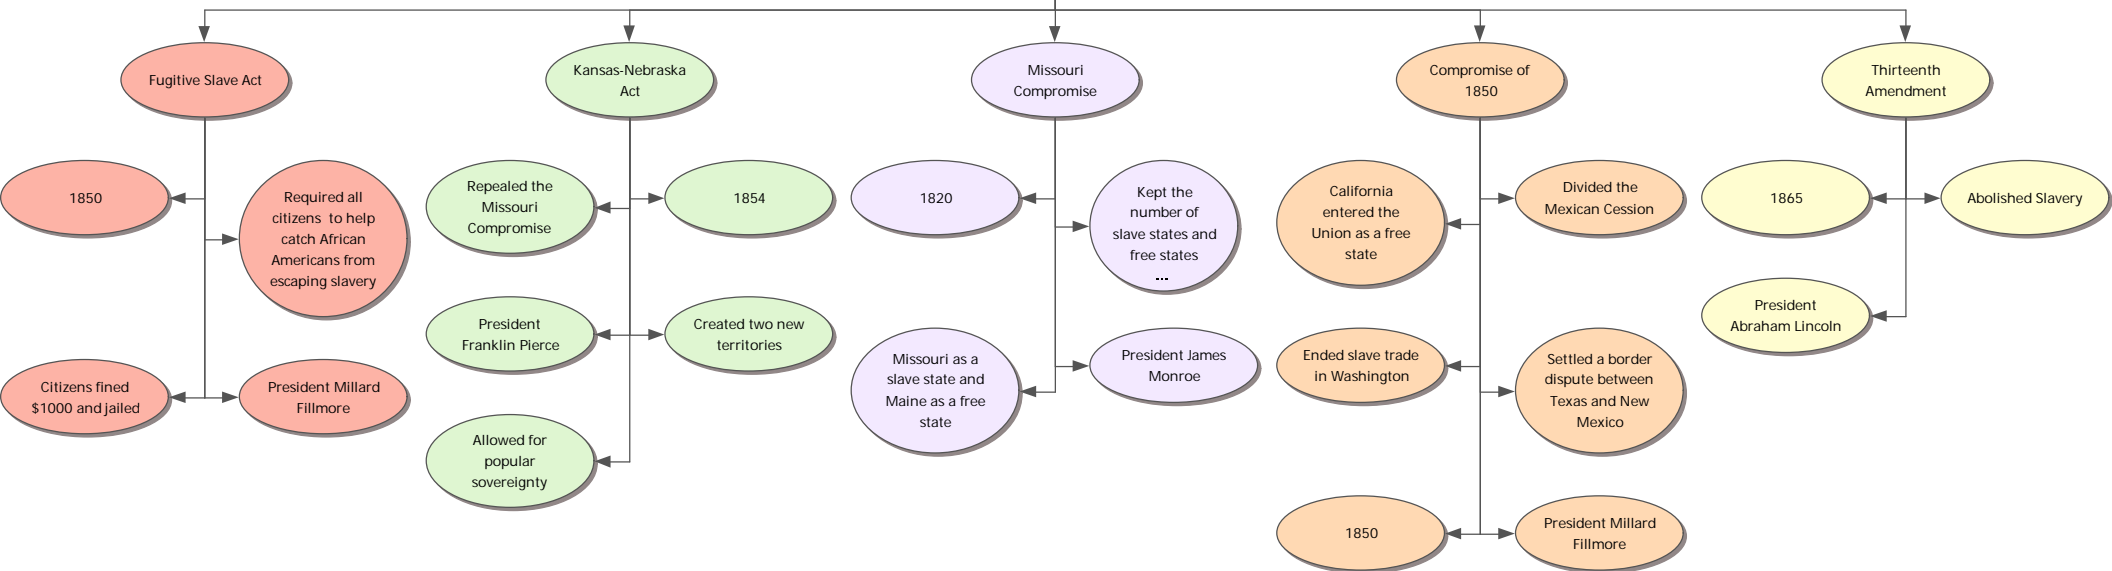 Fugitive Slave Act
Kansas-Nebraska
Act
Missouri
Compromise
Compromise of
1850
Thirteenth
Amendment
1850
Required all
citizens  to help
catch African
Americans from
escaping slavery
Citizens fined
$1000 and jailed
President Millard
Fillmore
Repealed the
Missouri
Compromise
1854
President
Franklin Pierce
Created two new
territories
Allowed for
popular
sovereignty
1820
Kept the
number of
slave states and
free states
...
Missouri as a
slave state and
Maine as a free
state
President James
Monroe
California
entered the
Union as a free
state
Divided the
Mexican Cession
Ended slave trade
in Washington
Settled a border
dispute between
Texas and New
Mexico
1850
President Millard
Fillmore
1865
Abolished Slavery
President
Abraham Lincoln